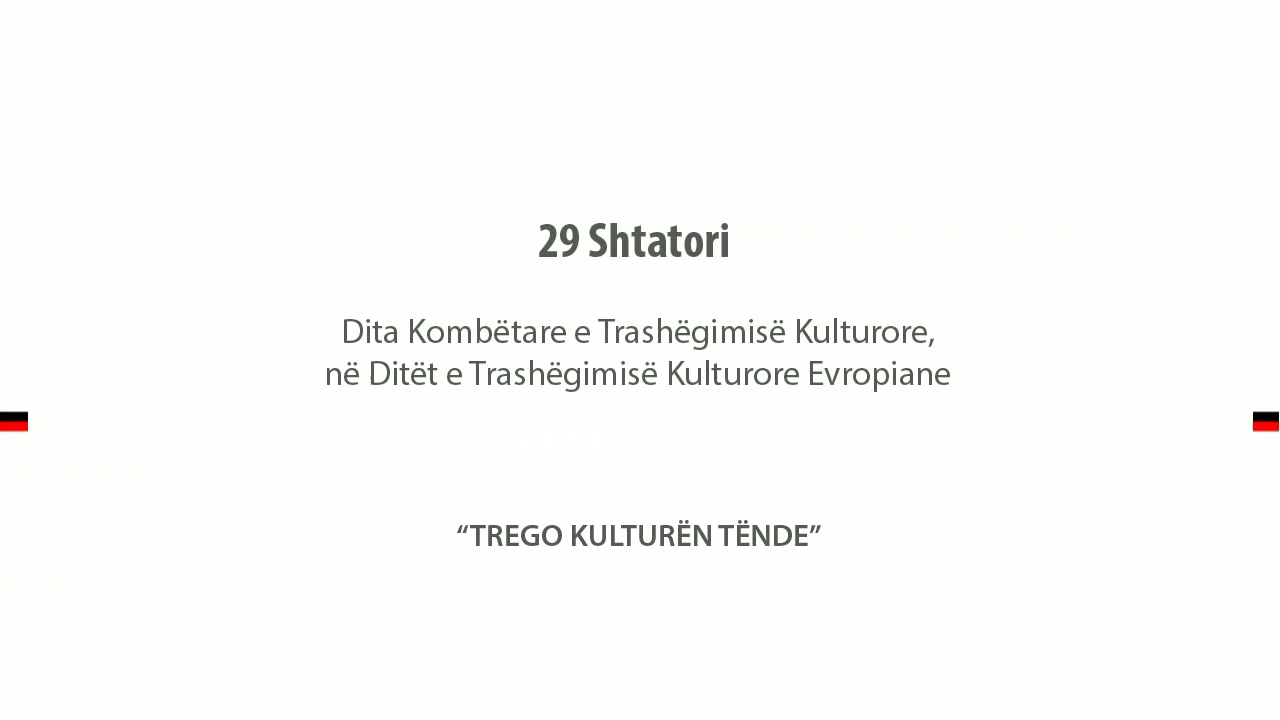 29 Shtatori
Dita Kombëtare e Trashëgimisë Kulturore,
në Ditët e Trashëgimisë Kulturore Evropiane
“TREGO KULTURËN TËNDE”